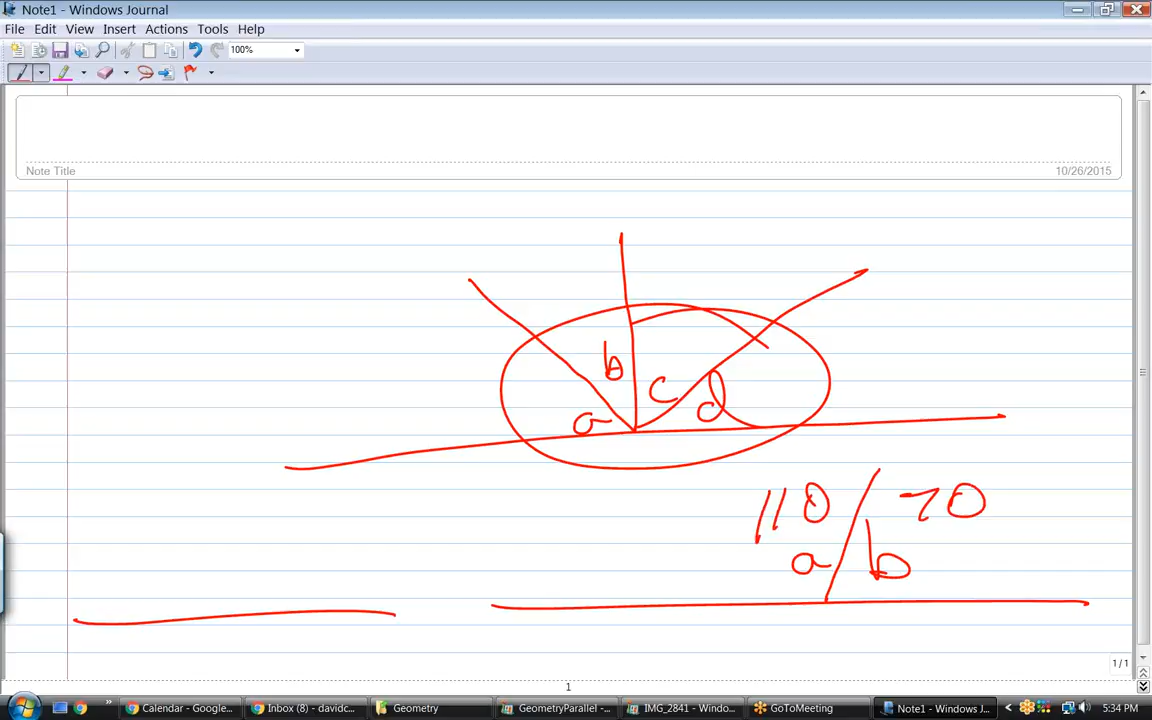 Note1 - Windows Journal
File Edit View Insert Actions Tools Help
100%
Note Title
10/26/2015
b
c
a
d
110 / 70
a / b
1/1
1
Calendar - Google...
Inbox (8) - davidc...
Geometry
GeometryParallel -...
IMG_2841 - Windo...
GoToMeeting
Note1 - Windows J...
5:34 PM